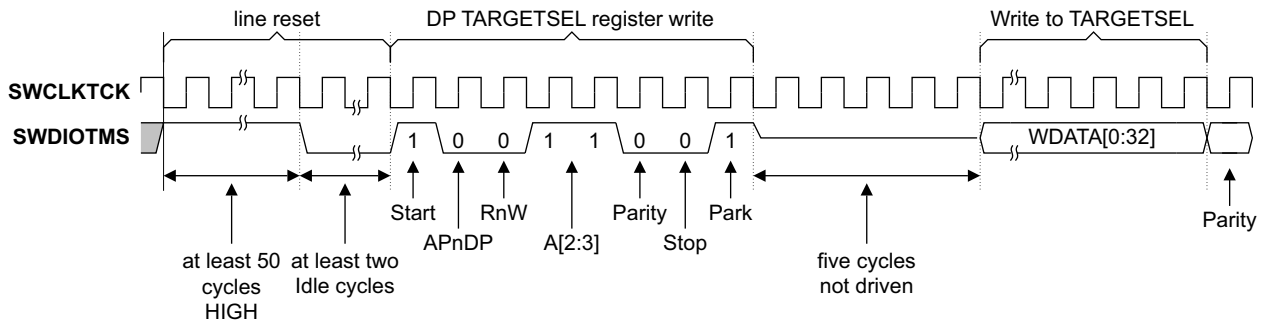 line reset DP TARGETSEL register write Write to TARGETSEL
SWCLKTCK
SWDIOTMS 1 0 0 1 1 0 0 1 WDATA[0:32]
Start RnW Parity Park Parity
APnDP A[2:3] Stop
at least 50 at least two five cycles
cycles Idle cycles not driven
HIGH